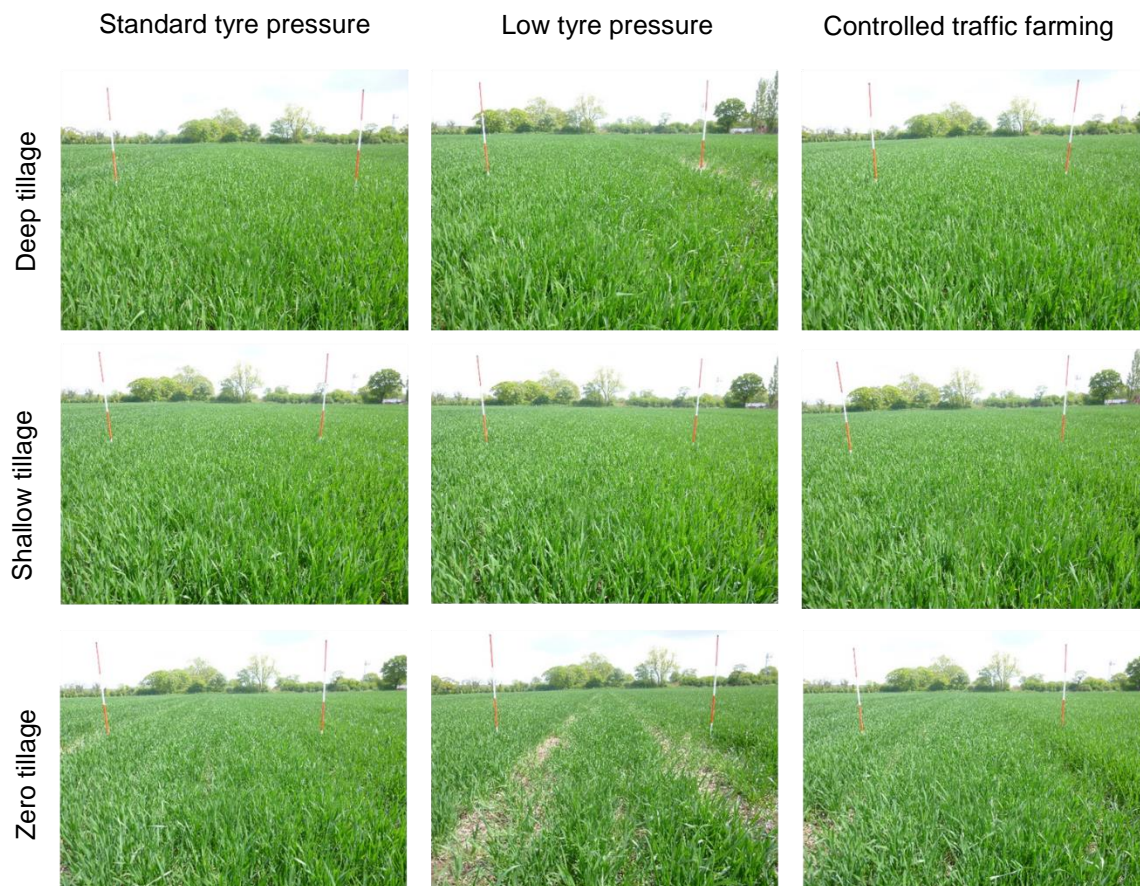 Standard tyre pressure
Low tyre pressure
Controlled traffic farming
Deep tillage
Shallow tillage
Zero tillage